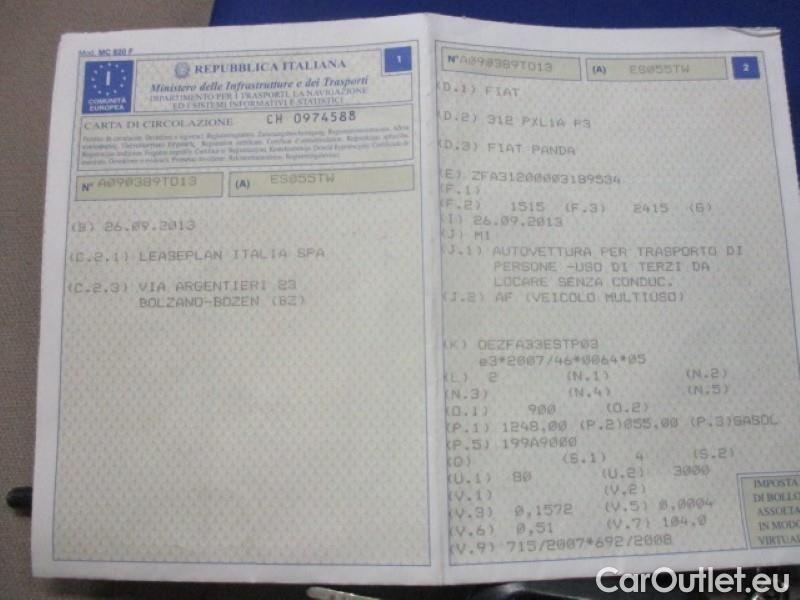 Mod. MC 820 F
I
COMUNITÀ
EUROPEA
REPUBBLICA ITALIANA
1
Ministero delle Infrastrutture e dei Trasporti
DIPARTIMENTO PER I TRASPORTI, LA NAVIGAZIONE
ED I SISTEMI INFORMATIVI E STATISTICI
CARTA DI CIRCOLAZIONE CH 0974588
N° A090389TO13 (A) ES055TW
(B) 26.09.2013
(C.2.1) LEASEPLAN ITALIA SPA
(C.2.3) VIA ARGENTIERI 23
BOLZANO-BOZEN (BZ)
N° A090389TO13 (A) ES055TW 2
(D.1) FIAT
(D.2) 312 PXL1A P3
(D.3) FIAT PANDA
(E) ZFA31200003189534
(F.1)
(F.2) 1515 (F.3) 2415 (G)
(I) 26.09.2013
(J) M1
(J.1) AUTOVETTURA PER TRASPORTO DI
PERSONE -USO DI TERZI DA
LOCARE SENZA CONDUC.
(J.2) AF (VEICOLO MULTIUSO)
(K) OEZFA33ESTP03
e3*2007/46*0064*05
(L) 2 (N.1) (N.2)
(N.3) (N.4) (N.5)
(O.1) 900 (O.2)
(P.1) 1248,00 (P.2)055,00 (P.3)GASOL
(P.5) 199A9000
(Q) (S.1) 4 (S.2)
(U.1) 80 (U.2) 3000
(V.1) (V.2)
(V.3) 0,1572 (V.5) 0,0004
(V.6) 0,51 (V.7) 104,0
(V.9) 715/2007*692/2008
IMPOSTA
DI BOLLO
ASSOLTA
IN MODO
VIRTUAL
CarOutlet.eu